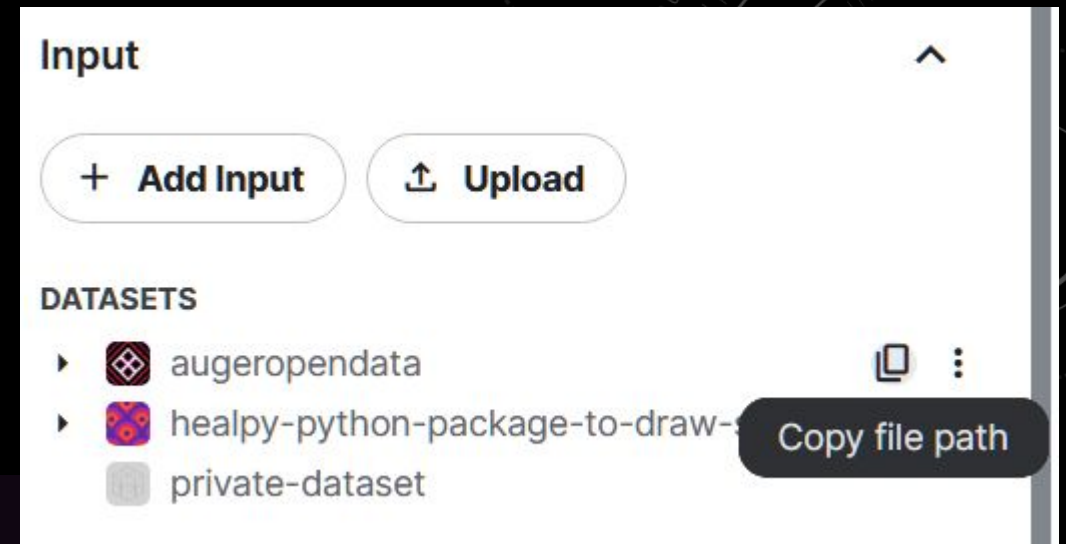 Input
+ Add Input
Upload
DATASETS
augeropendata
healpy-python-package-to-draw-
Copy file path
private-dataset